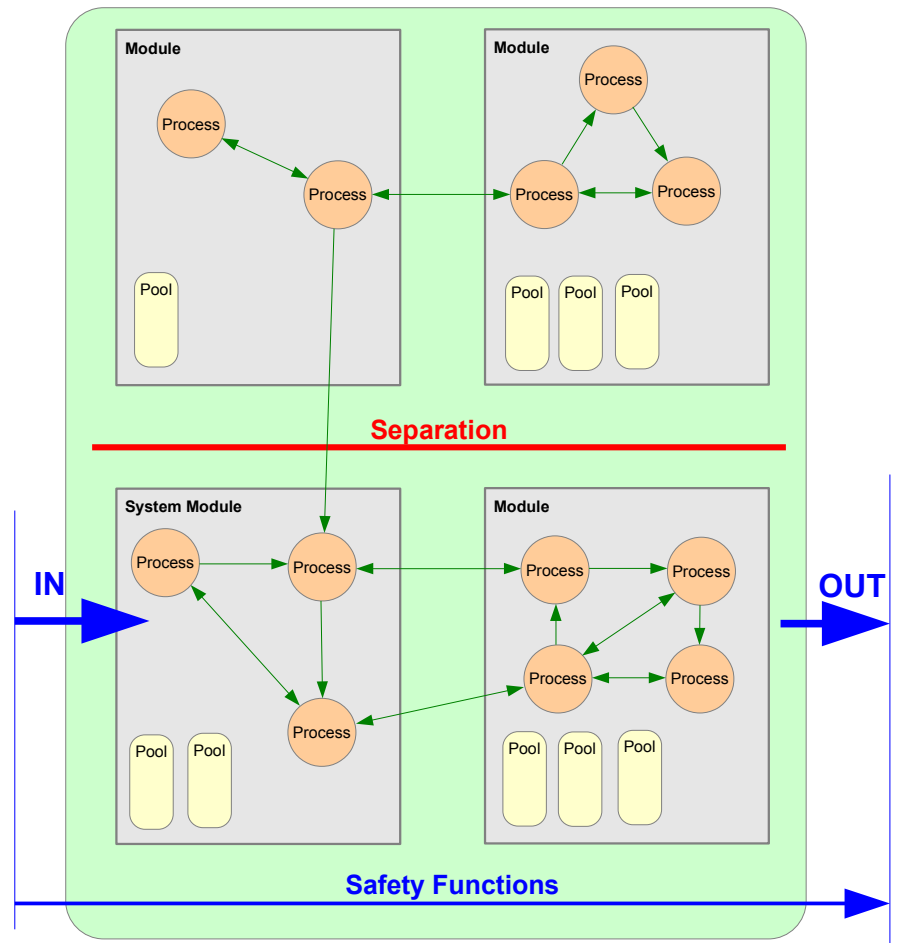 Module
Process
Process
Pool
Module
Process
Process
Process
Pool
Pool
Pool
Separation
IN
System Module
Process
Process
Process
Pool
Pool
Module
Process
Process
Process
Process
Pool
Pool
Pool
OUT
Safety Functions